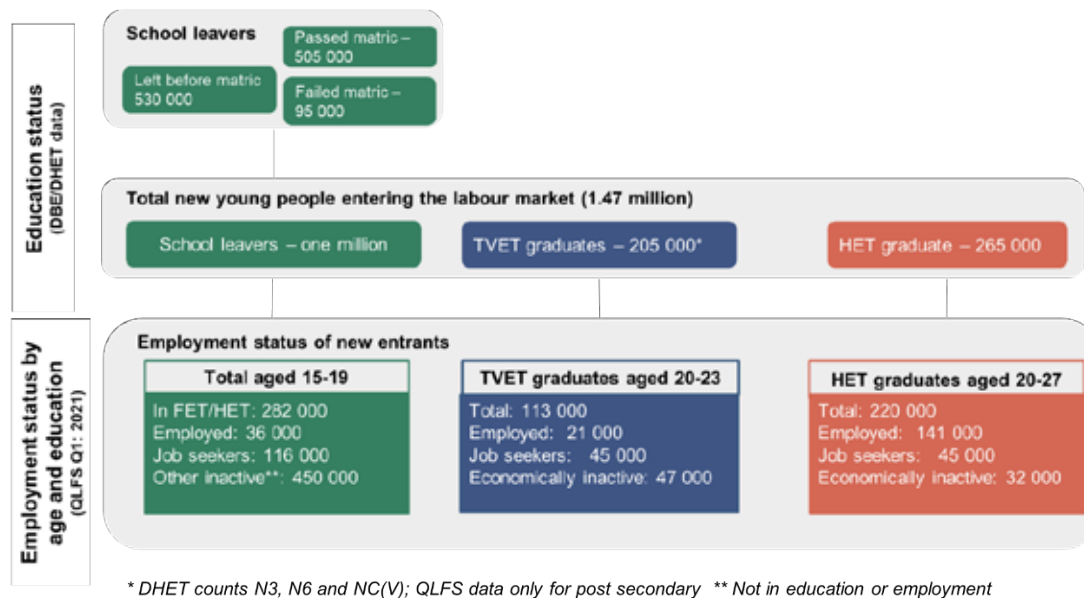 Education status
(DBE/DHET data)
School leavers
Passed matric –
505 000
Left before matric
530 000
Failed matric –
95 000
Total new young people entering the labour market (1.47 million)
School leavers – one million
TVET graduates – 205 000*
HET graduate – 265 000
Employment status by
age and education
(QLFS Q1: 2021)
Employment status of new entrants
Total aged 15-19
In FET/HET: 282 000
Employed: 36 000
Job seekers: 116 000
Other inactive**: 450 000
TVET graduates aged 20-23
Total: 113 000
Employed: 21 000
Job seekers: 45 000
Economically inactive: 47 000
HET graduates aged 20-27
Total: 220 000
Employed: 141 000
Job seekers: 45 000
Economically inactive: 32 000
* DHET counts N3, N6 and NC(V); QLFS data only for post secondary ** Not in education or employment